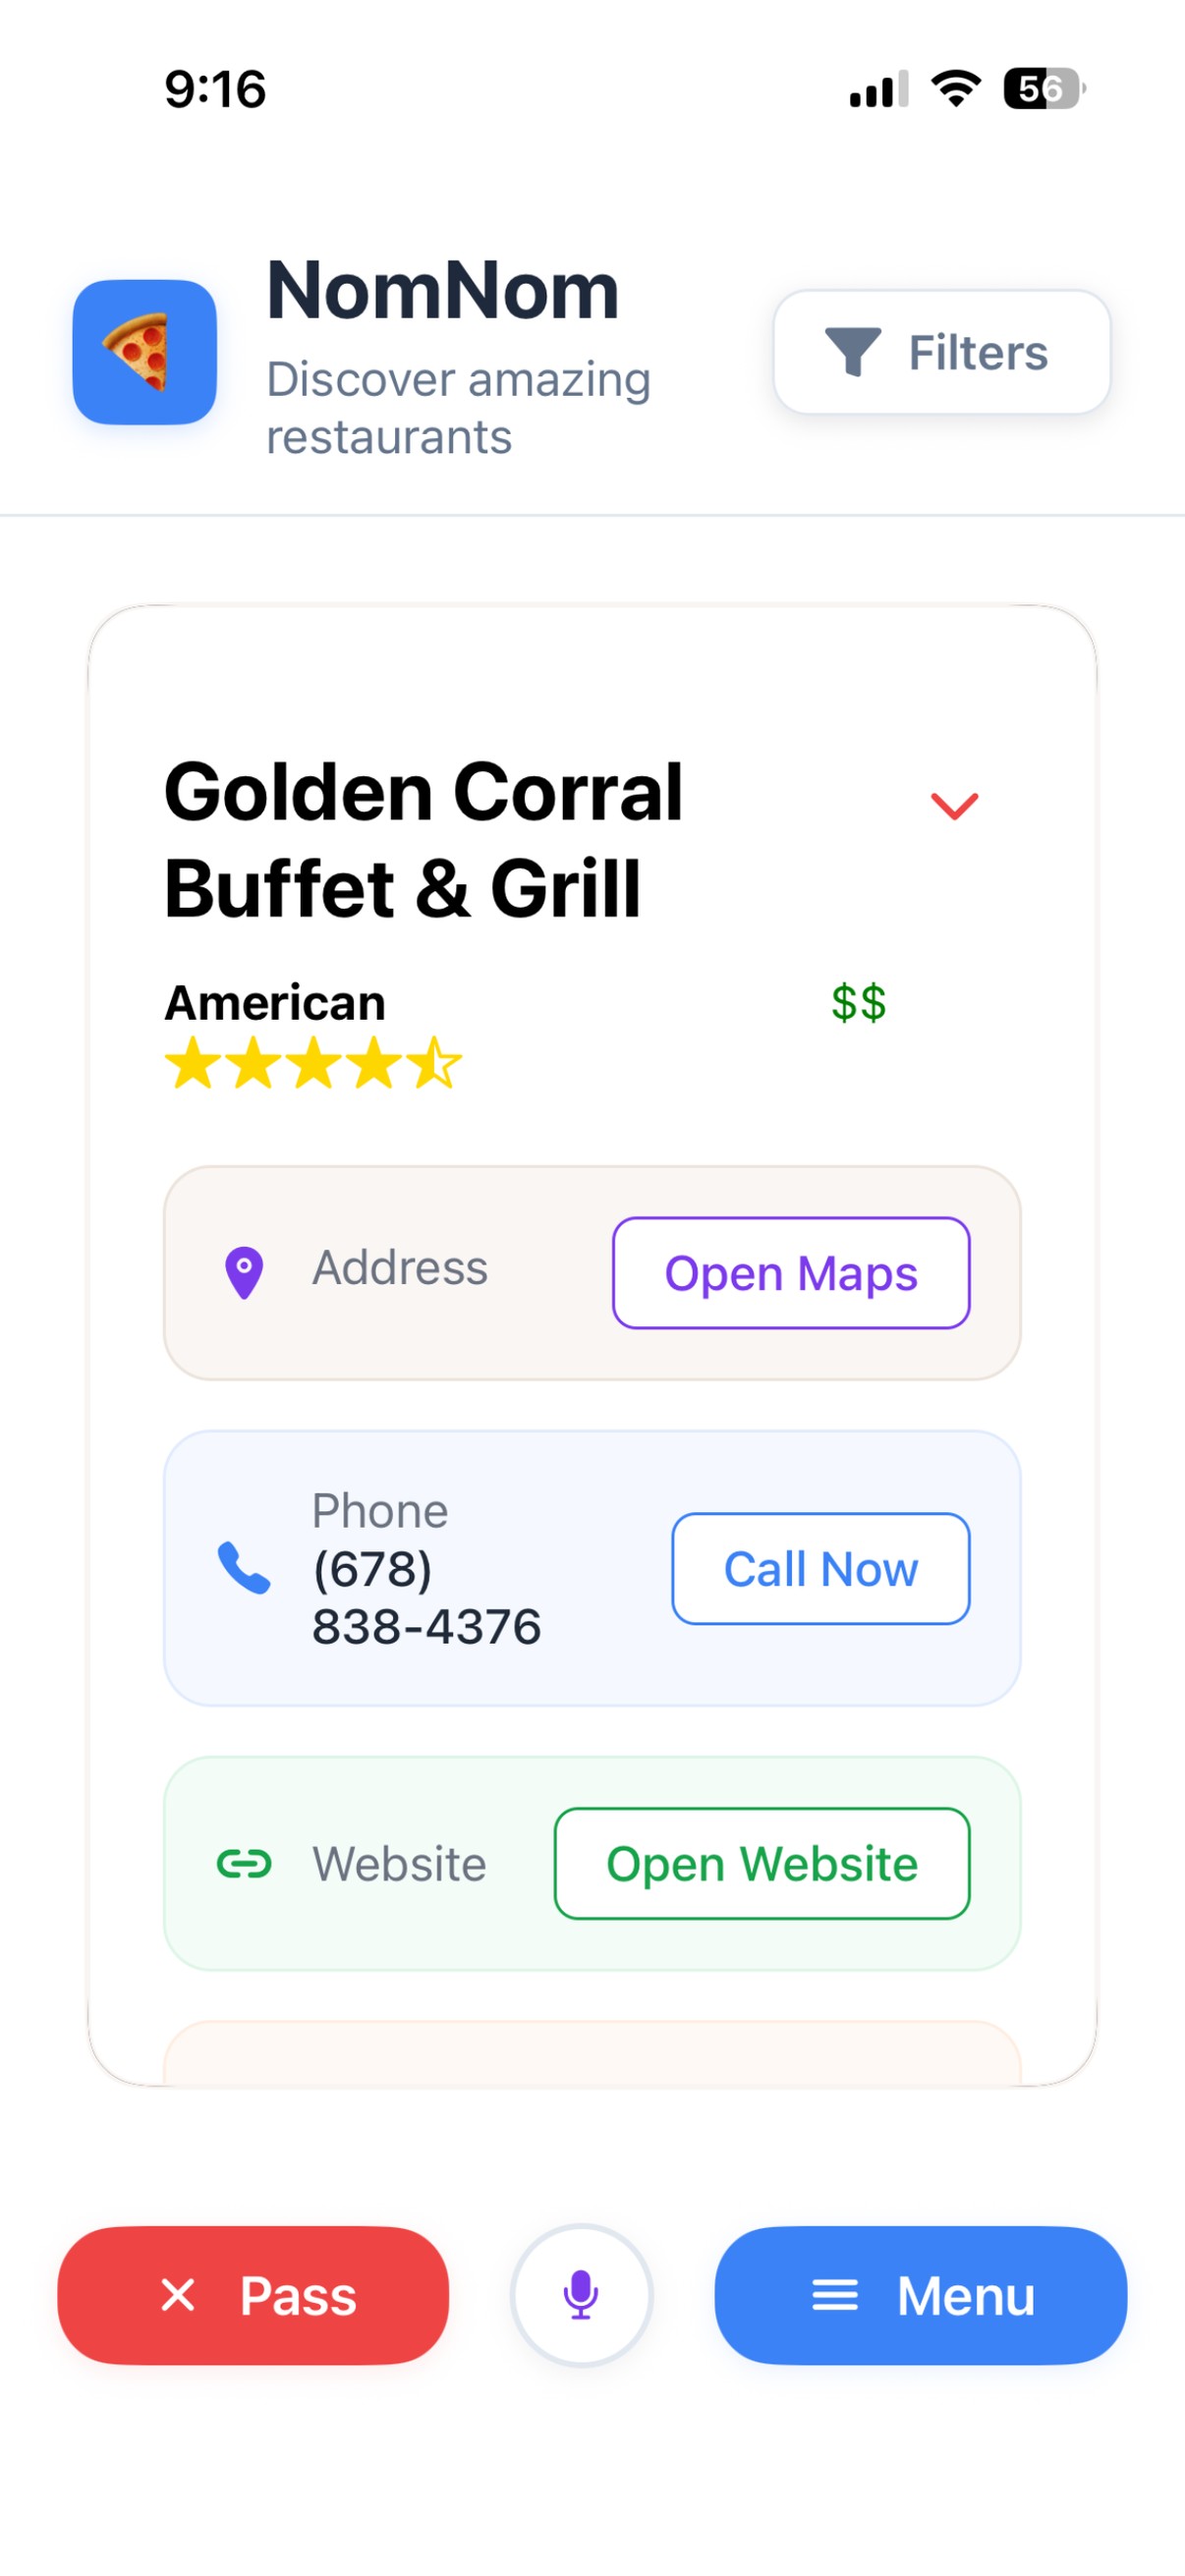 9:16
56
NomNom
Discover amazing
restaurants
Filters
Golden Corral
Buffet & Grill
American
$$
Address
Open Maps
Phone
(678)
838-4376
Call Now
Website
Open Website
Pass
Menu